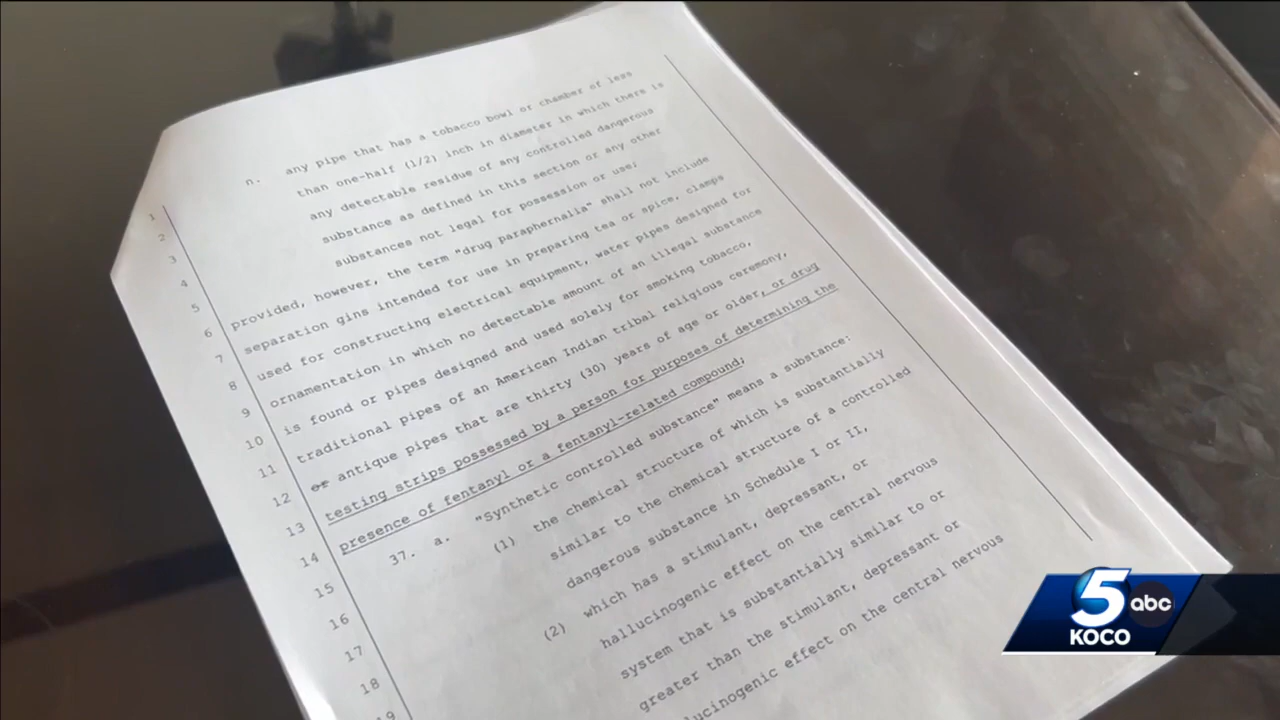 n. any pipe that has a tobacco bowl or chamber of less
than one-half (1/2) inch in diameter in which there is
1 any detectable residue of any controlled dangerous
2 substance as defined in this section or any other
3 substances not legal for possession or use;
4 provided, however, the term "drug paraphernalia" shall not include
5 separation gins intended for use in preparing tea or spice, clamps
6 used for constructing electrical equipment, water pipes designed for
7 ornamentation in which no detectable amount of an illegal substance
8 is found or pipes designed and used solely for smoking tobacco,
9 traditional pipes of an American Indian tribal religious ceremony,
10 or antique pipes that are thirty (30) years of age or older, or drug
11 testing strips possessed by a person for purposes of determining the
12 presence of fentanyl or a fentanyl-related compound;
13 37. a. "Synthetic controlled substance" means a substance:
14 (1) the chemical structure of which is substantially
15 similar to the chemical structure of a controlled
16 dangerous substance in Schedule I or II,
17 (2) which has a stimulant, depressant, or
18 hallucinogenic effect on the central nervous
19 system that is substantially similar to or
greater than the stimulant, depressant or
lucinogenic effect on the central nervous
5 abc
KOCO